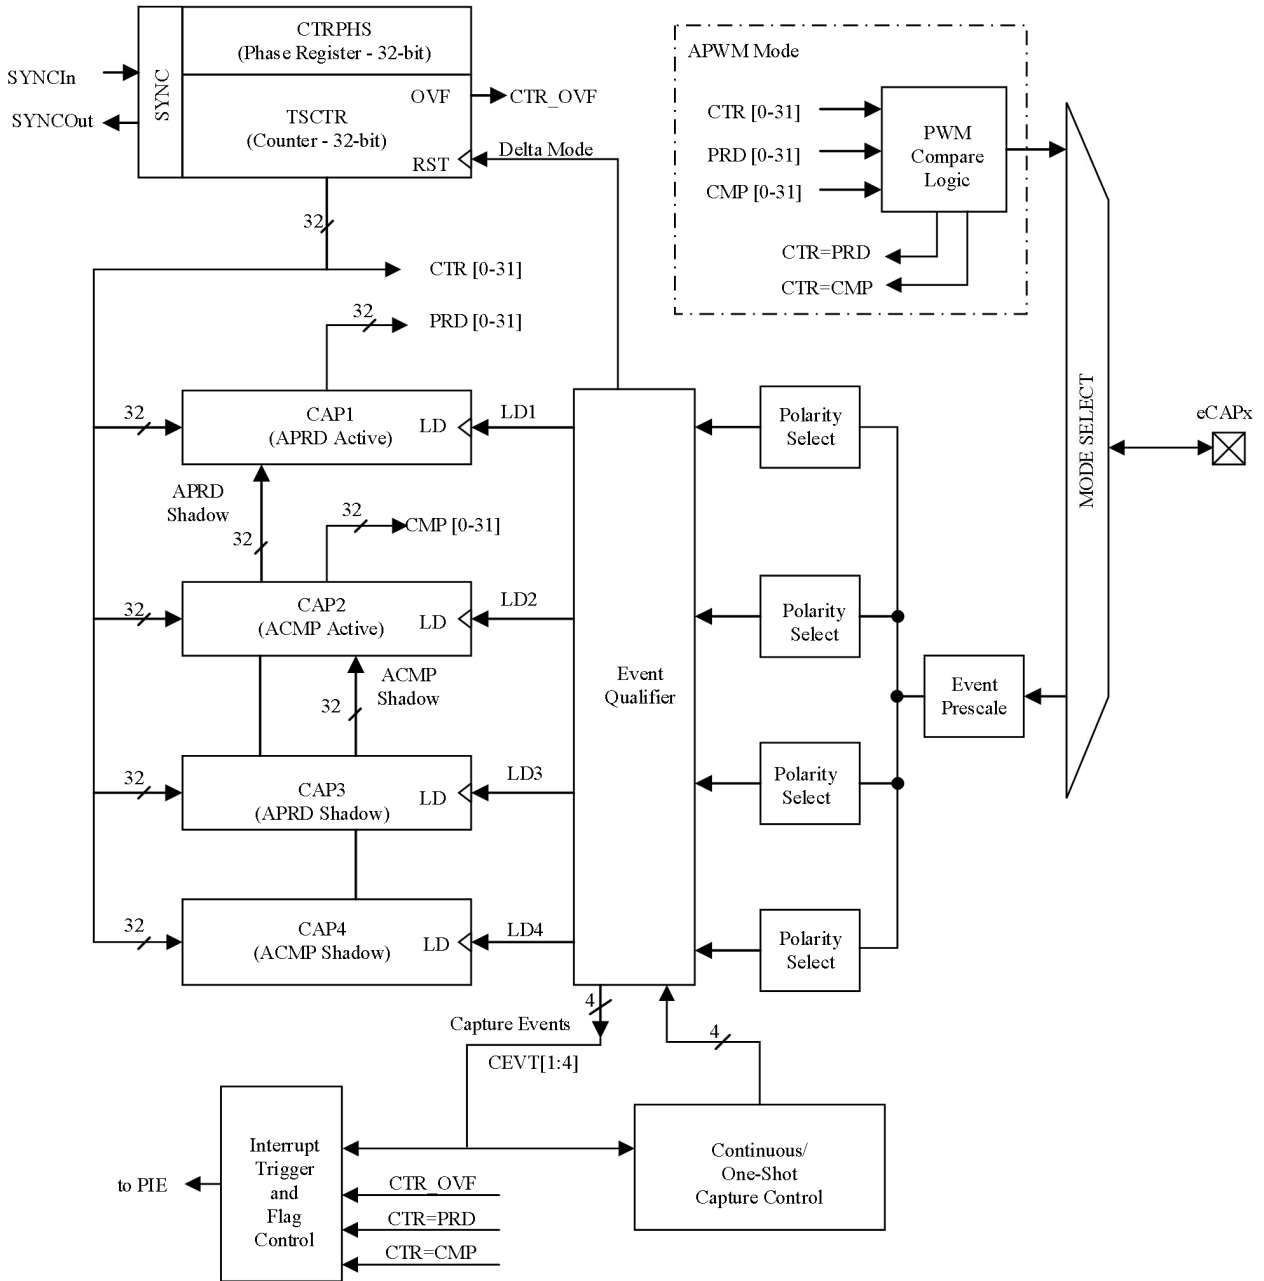 CTRPHS
(Phase Register - 32-bit)
SYNC
SYNCIn
SYNCOut
OVF
CTR_OVF
TSCTR
(Counter - 32-bit)
RST
Delta Mode
32
CTR [0-31]
32
PRD [0-31]
APWM Mode
CTR [0-31]
PRD [0-31]
CMP [0-31]
PWM
Compare
Logic
CTR=PRD
CTR=CMP
MODE SELECT
eCAPx
32
CAP1
(APRD Active)
LD
LD1
Polarity
Select
APRD
Shadow
32
32
CMP [0-31]
32
CAP2
(ACMP Active)
LD
LD2
Polarity
Select
ACMP
Shadow
32
Event
Qualifier
Event
Prescale
32
CAP3
(APRD Shadow)
LD
LD3
Polarity
Select
32
CAP4
(ACMP Shadow)
LD
LD4
Polarity
Select
4
Capture Events
CEVT[1:4]
4
Interrupt
Trigger
and
Flag
Control
to PIE
CTR_OVF
CTR=PRD
CTR=CMP
Continuous/
One-Shot
Capture Control